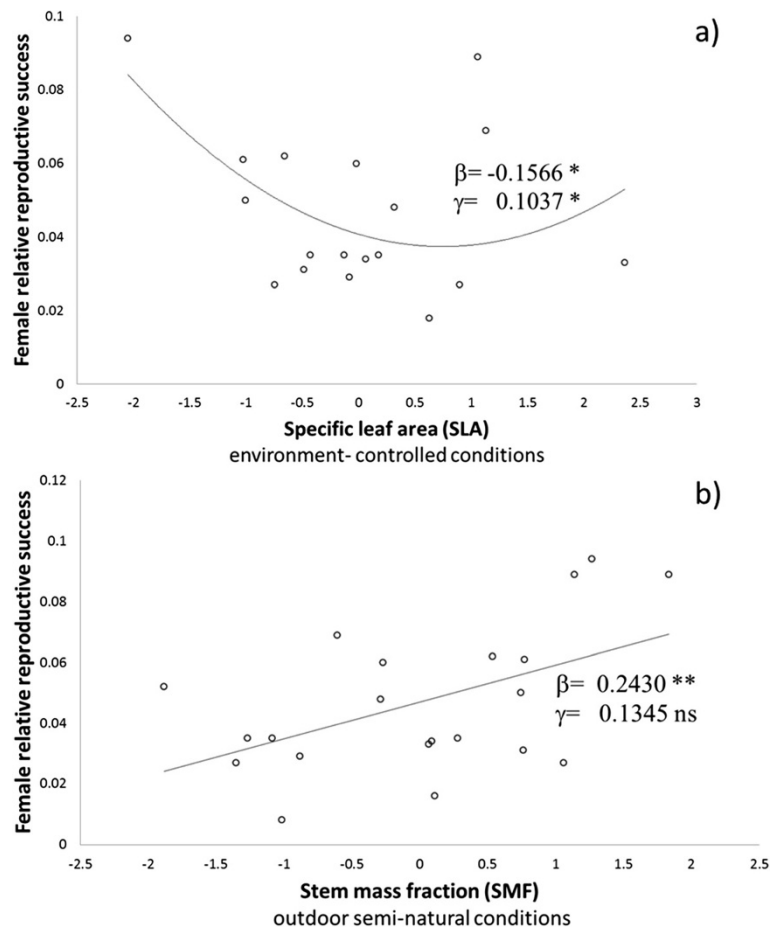 a)
0.1
0.08
0.06
0.04
0.02
0
Female relative reproductive success
β= -0.1566 *
γ= 0.1037 *
-2.5 -2 -1.5 -1 -0.5 0 0.5 1 1.5 2 2.5 3
Specific leaf area (SLA)
environment- controlled conditions
b)
0.12
0.1
0.08
0.06
0.04
0.02
0
Female relative reproductive success
β= 0.2430 **
γ= 0.1345 ns
-2.5 -2 -1.5 -1 -0.5 0 0.5 1 1.5 2 2.5
Stem mass fraction (SMF)
outdoor semi-natural conditions